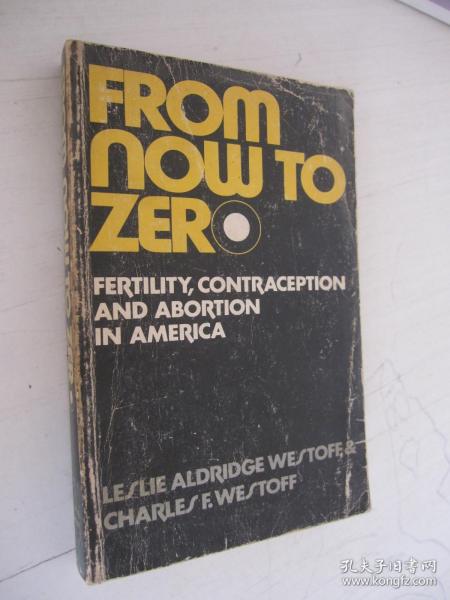 FROM
NOW TO
ZERO
FERTILITY, CONTRACEPTION
AND ABORTION
IN AMERICA
LESLIE ALDRIDGE WESTOFF &
CHARLES F. WESTOFF
孔夫子旧书网
www.kongfz.com